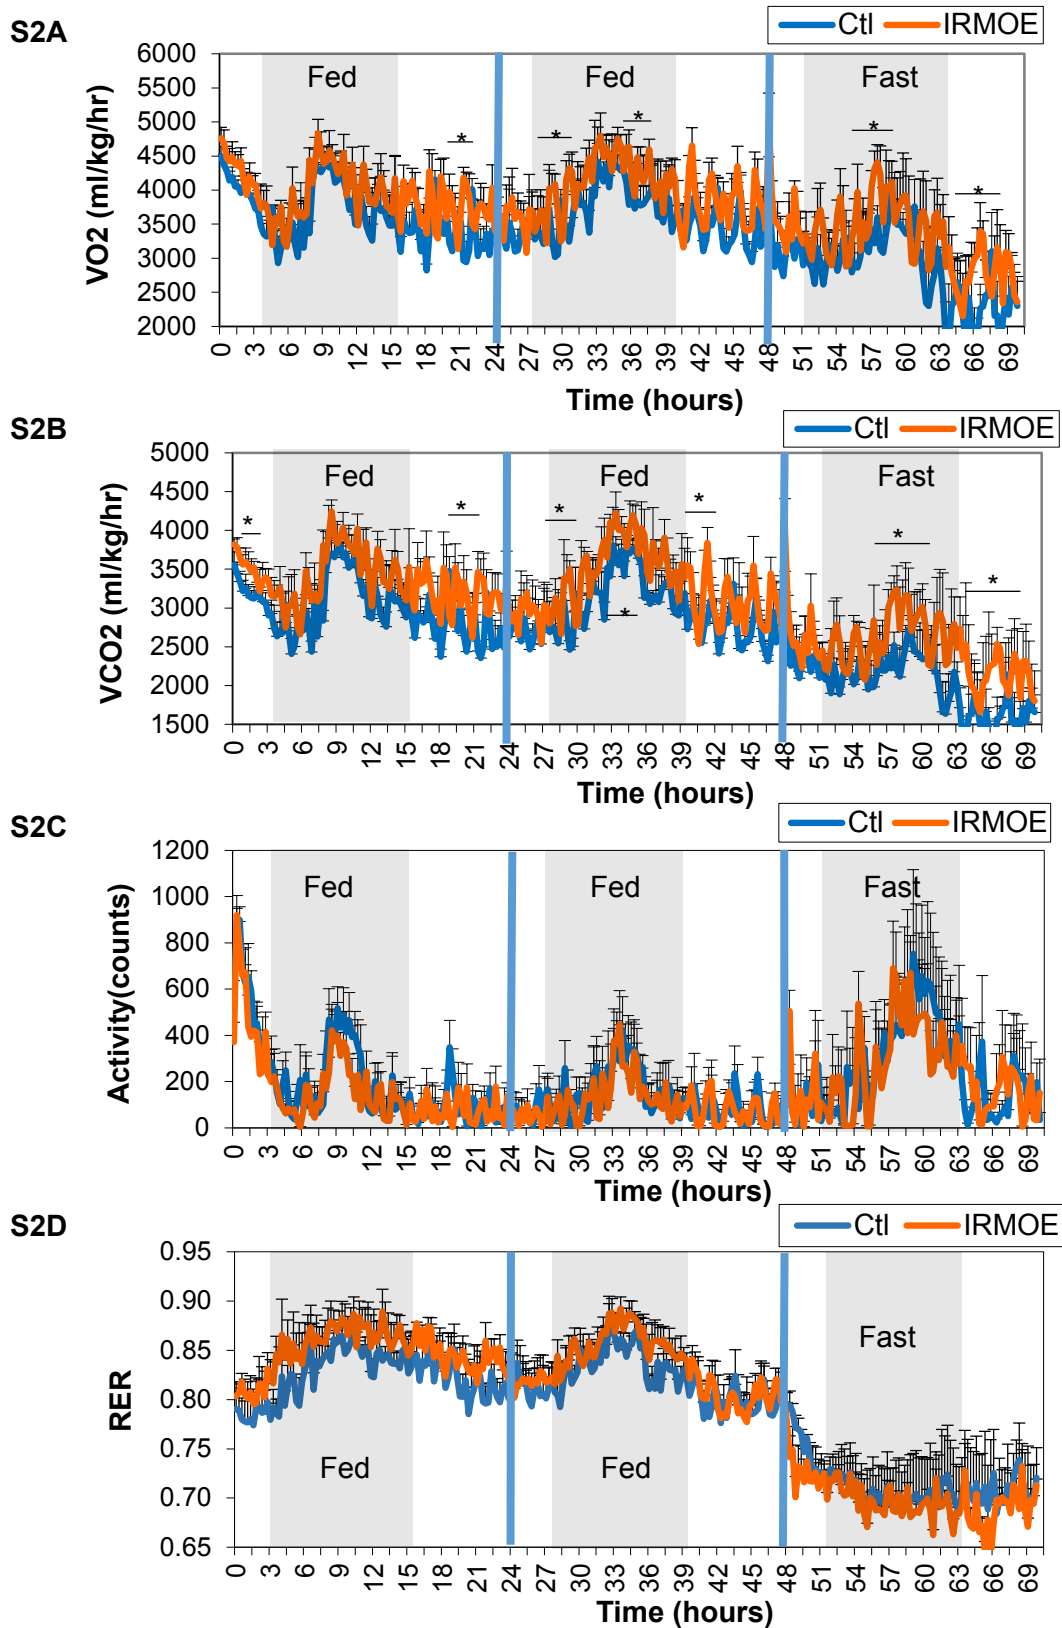 S2A
Ctl IRMOE
6000
5500
5000
4500
4000
3500
3000
2500
2000
VO2 (ml/kg/hr)
Fed Fed Fast
* * * * *
0 3 6 9 12 15 18 21 24 27 30 33 36 39 42 45 48 51 54 57 60 63 66 69
Time (hours)
S2B
Ctl IRMOE
5000
4500
4000
3500
3000
2500
2000
1500
VCO2 (ml/kg/hr)
Fed Fed Fast
* * * * * * *
0 3 6 9 12 15 18 21 24 27 30 33 36 39 42 45 48 51 54 57 60 63 66 69
Time (hours)
S2C
Ctl IRMOE
1200
1000
800
600
400
200
0
Activity(counts)
Fed Fed Fast
0 3 6 9 12 15 18 21 24 27 30 33 36 39 42 45 48 51 54 57 60 63 66 69
Time (hours)
S2D
Ctl IRMOE
0.95
0.90
0.85
0.80
0.75
0.70
0.65
RER
Fast
Fed Fed
0 3 6 9 12 15 18 21 24 27 30 33 36 39 42 45 48 51 54 57 60 63 66 69
Time (hours)